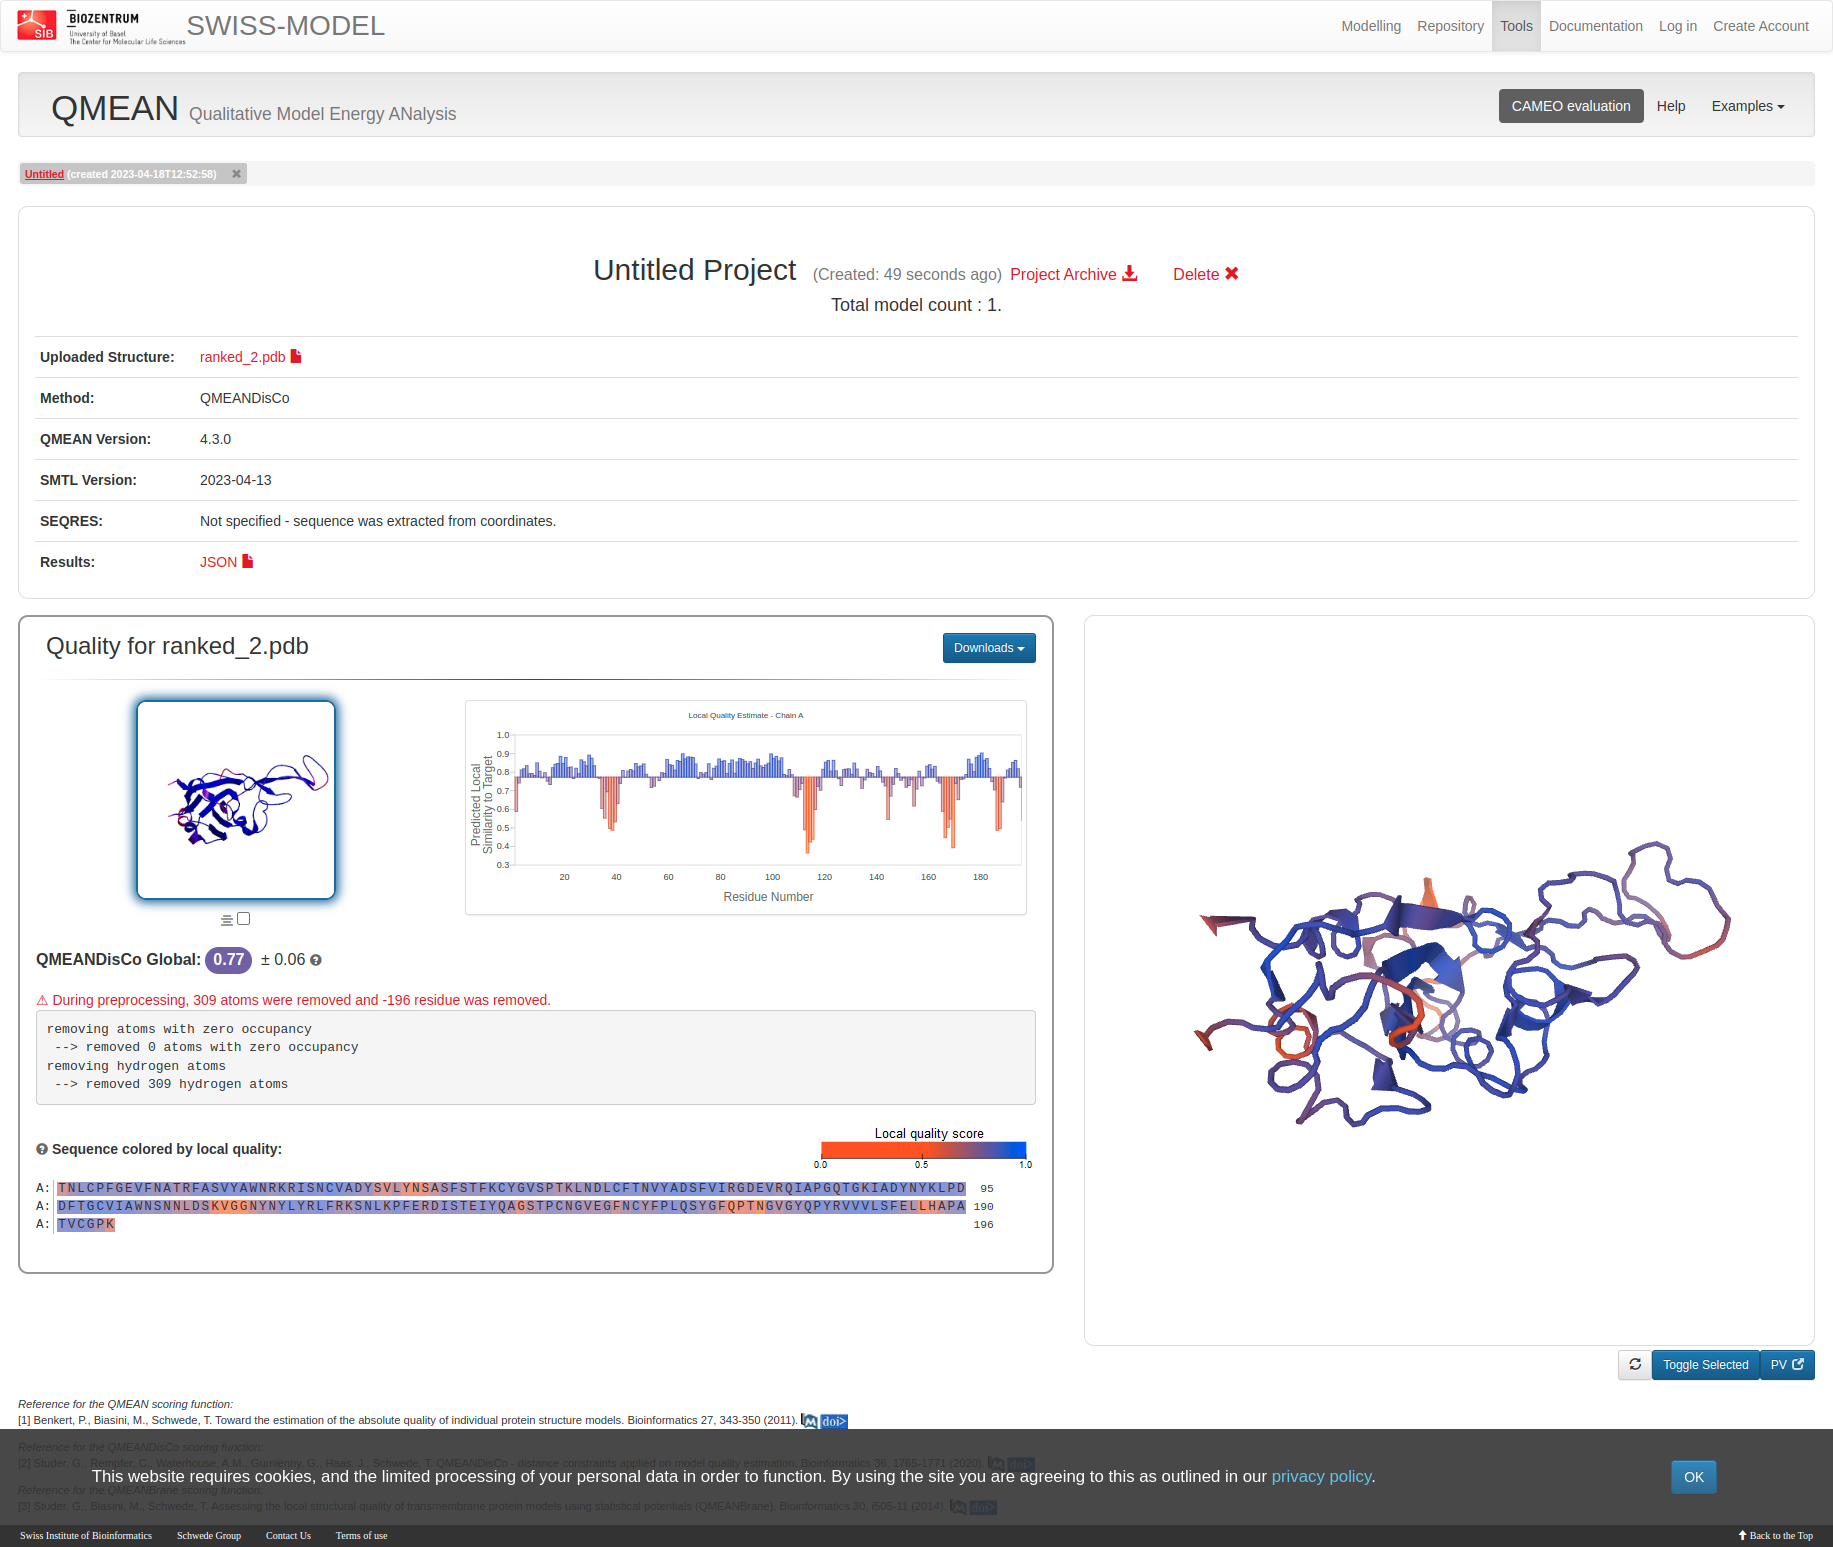 SIB
BIOZENTRUM
University of Basel
The Center for Molecular Life Sciences
SWISS-MODEL
Modelling Repository Tools Documentation Log in Create Account
QMEAN Qualitative Model Energy ANalysis
CAMEO evaluation Help Examples
Untitled (created 2023-04-18T12:52:58)
Untitled Project (Created: 49 seconds ago) Project Archive Delete
Total model count : 1.
Uploaded Structure: ranked_2.pdb
Method: QMEANDisCo
QMEAN Version: 4.3.0
SMTL Version: 2023-04-13
SEQRES: Not specified - sequence was extracted from coordinates.
Results: JSON
Quality for ranked_2.pdb
Downloads
Local Quality Estimate - Chain A
Predicted Local
Similarity to Target
1.0
0.9
0.8
0.7
0.6
0.5
0.4
0.3
20 40 60 80 100 120 140 160 180
Residue Number
QMEANDisCo Global: 0.77 ± 0.06
During preprocessing, 309 atoms were removed and -196 residue was removed.
removing atoms with zero occupancy
--> removed 0 atoms with zero occupancy
removing hydrogen atoms
--> removed 309 hydrogen atoms
Sequence colored by local quality:
Local quality score
0.0 0.5 1.0
A: TNLCPFGEVFNATRFASVYAWNRKRISNCVADYSVLYNSASFSTFKCYGVSPTKLNDLCFTNVYADSFVIRGDEVRQIAPGQTGKIADYNYKLPD 95
A: DFTGCVIAWNSNNLDSKVGGNYNYLYRLFRKSNLKPFERDISTEIYQAGSTPCNGVEGFNCYFPLQSYGFQPTNGVGYQPYRVVVLSFELLHAPA 190
A: TVCGPK 196
Toggle Selected PV
Reference for the QMEAN scoring function:
[1] Benkert, P., Biasini, M., Schwede, T. Toward the estimation of the absolute quality of individual protein structure models. Bioinformatics 27, 343-350 (2011). M doi>
Reference for the QMEANDisCo scoring function:
[2] Studer, G., Rempfer, C., Waterhouse, A.M., Gumienny, G., Haas, J., Schwede, T. QMEANDisCo - distance constraints applied on model quality estimation. Bioinformatics 36, 1765-1771 (2020). M doi>
This website requires cookies, and the limited processing of your personal data in order to function. By using the site you are agreeing to this as outlined in our privacy policy. OK
Reference for the QMEANBrane scoring function:
[3] Studer, G., Biasini, M., Schwede, T. Assessing the local structural quality of transmembrane protein models using statistical potentials (QMEANBrane). Bioinformatics 30, i505-11 (2014). M doi>
Swiss Institute of Bioinformatics Schwede Group Contact Us Terms of use Back to the Top